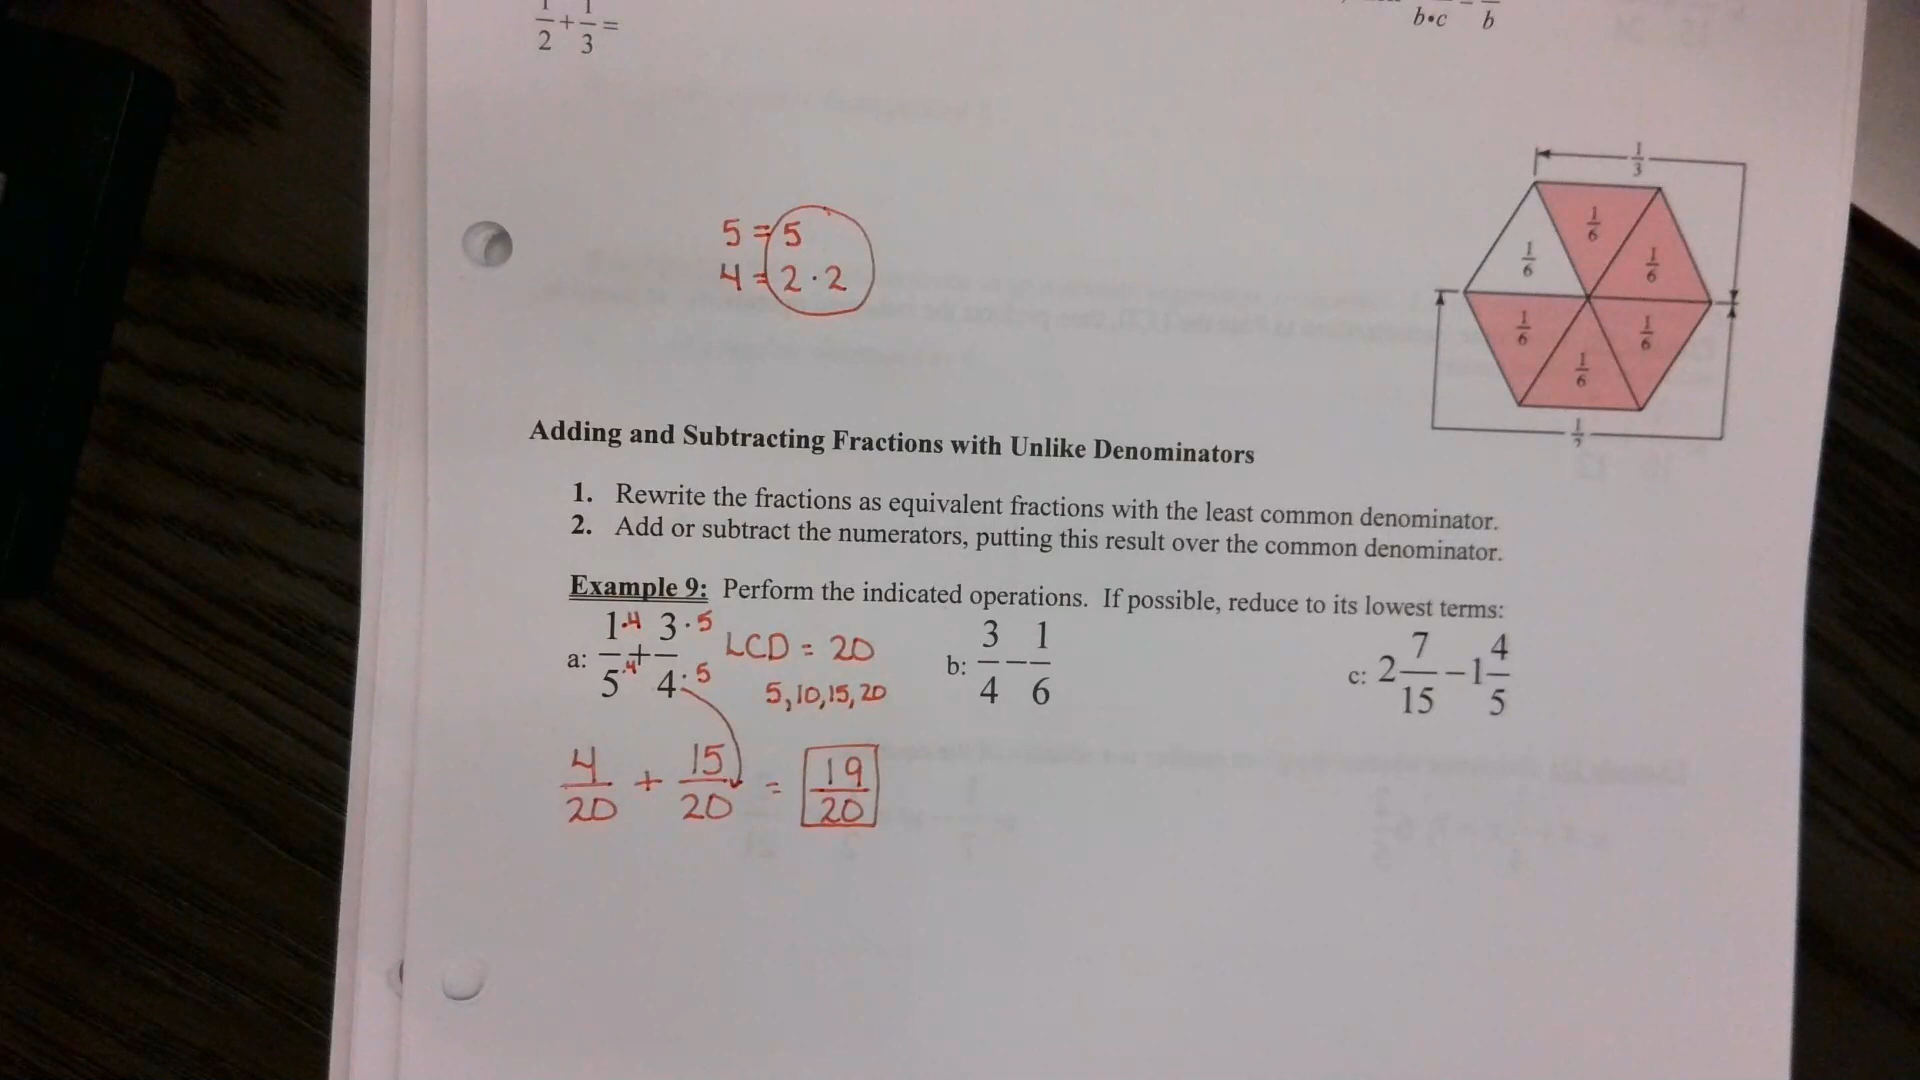 1/2 + 1/3 =
b•c b
5 = 5
4 = 2 · 2
1/3
1/6 1/6 1/6
1/6 1/6 1/6
1/2
Adding and Subtracting Fractions with Unlike Denominators
1. Rewrite the fractions as equivalent fractions with the least common denominator.
2. Add or subtract the numerators, putting this result over the common denominator.
Example 9: Perform the indicated operations. If possible, reduce to its lowest terms:
a: 1·4/5·4 + 3·5/4·5 LCD = 20 b: 3/4 − 1/6 c: 2 7/15 − 1 4/5
5,10,15,20
4/20 + 15/20 = 19/20